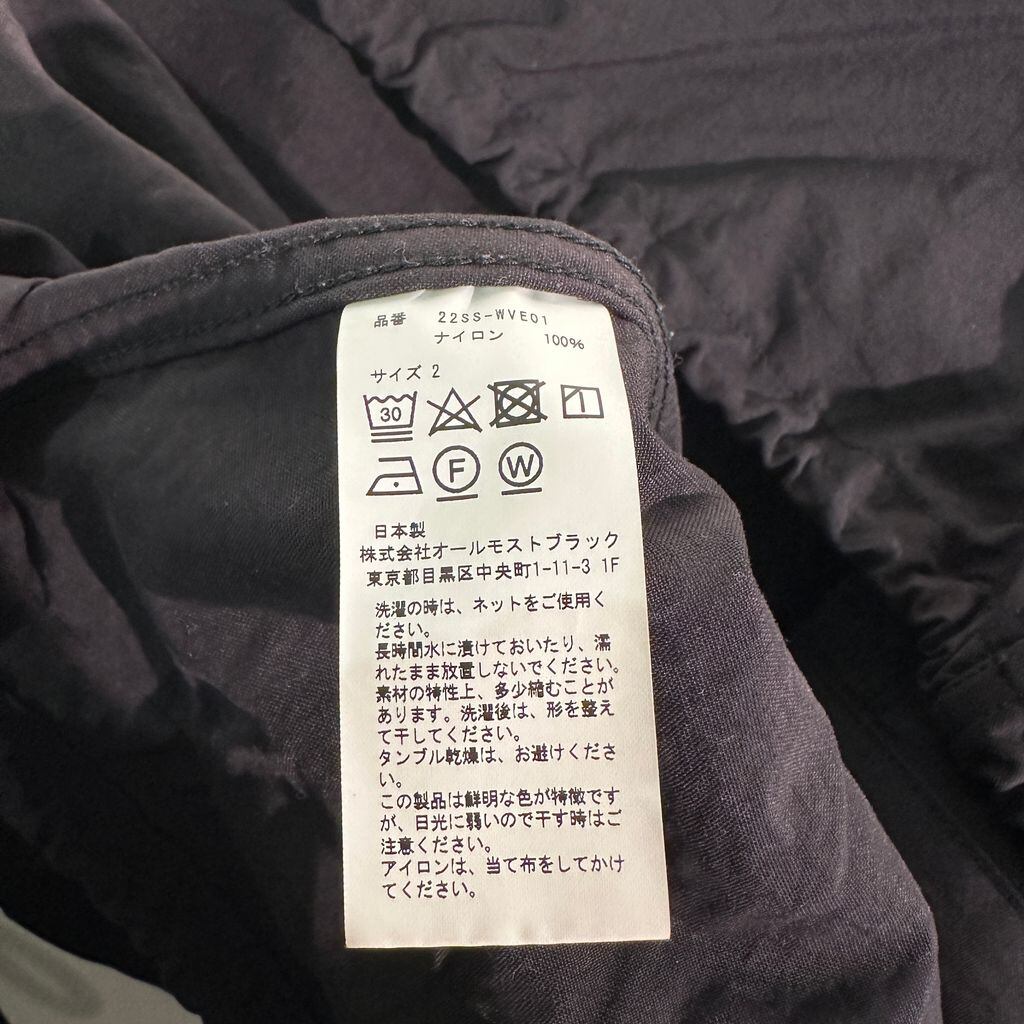 品番 22SS-WVE01
ナイロン 100%
サイズ 2
30
F W
日本製
株式会社オールモストブラック
東京都目黒区中央町1-11-3 1F
洗濯の時は、ネットをご使用く
ださい。
長時間水に漬けておいたり、濡
れたまま放置しないでください。
素材の特性上、多少縮むことが
あります。洗濯後は、形を整え
て干してください。
タンブル乾燥は、お避けくださ
い。
この製品は鮮明な色が特徴です
が、日光に弱いので干す時はご
注意ください。
アイロンは、当て布をしてかけ
てください。